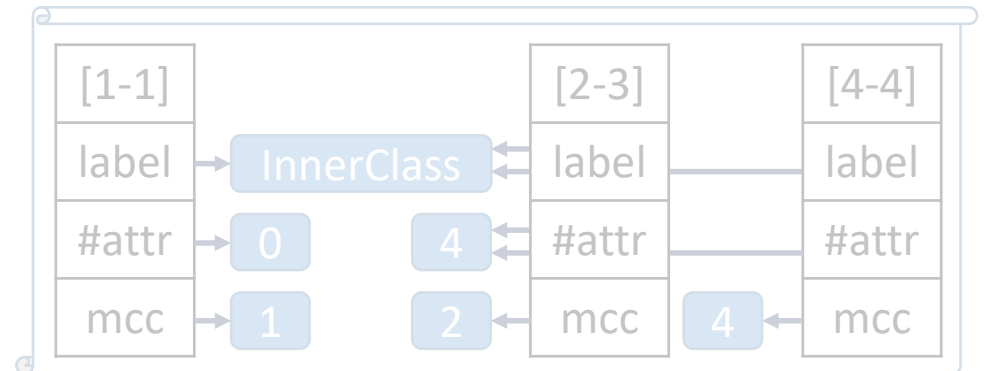 [1-1] [2-3] [4-4]
label InnerClass label label
#attr 0 4 #attr #attr
mcc 1 2 mcc 4 mcc